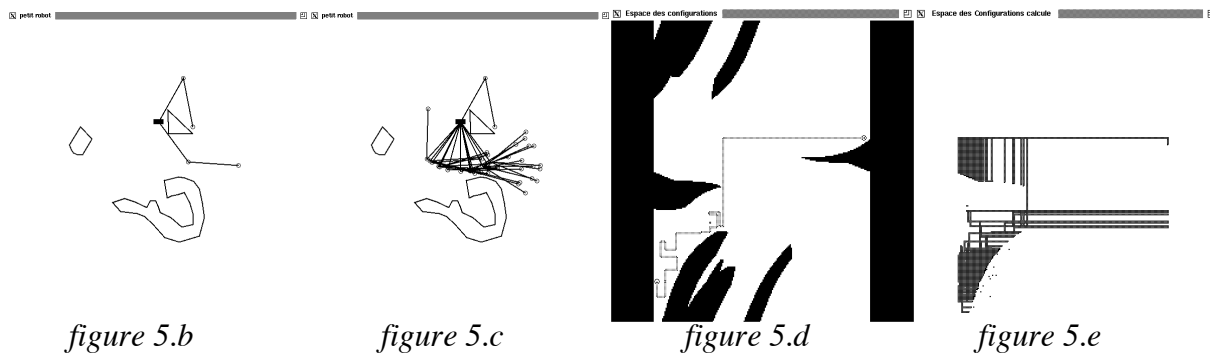 petit robot
petit robot
Espace des configurations
Espace des Configurations calcule
figure 5.b
figure 5.c
figure 5.d
figure 5.e